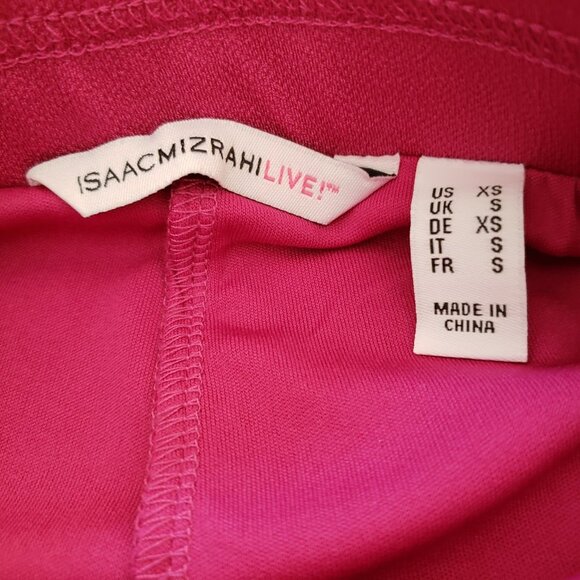 ISAACMIZRAHILIVE!™
US XS
UK S
DE XS
IT S
FR S
MADE IN
CHINA